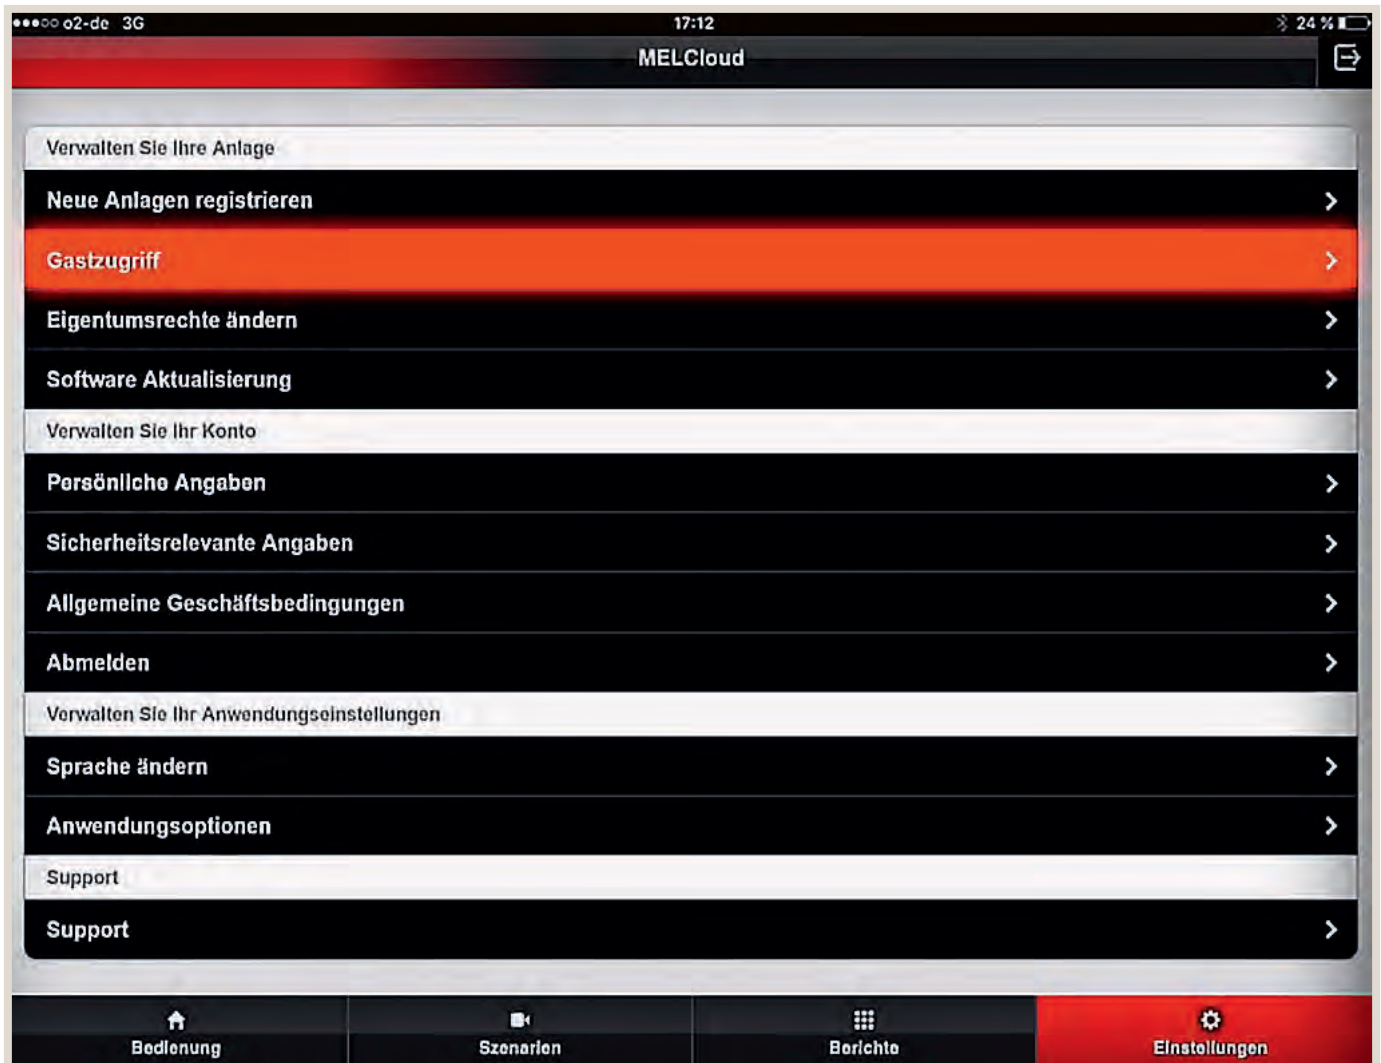 o2-de 3G 17:12 24 %
MELCloud
Verwalten Sie Ihre Anlage
Neue Anlagen registrieren
Gastzugriff
Eigentumsrechte ändern
Software Aktualisierung
Verwalten Sie Ihr Konto
Persönliche Angaben
Sicherheitsrelevante Angaben
Allgemeine Geschäftsbedingungen
Abmelden
Verwalten Sie Ihr Anwendungseinstellungen
Sprache ändern
Anwendungsoptionen
Support
Support
Bedienung Szenarien Berichte Einstellungen